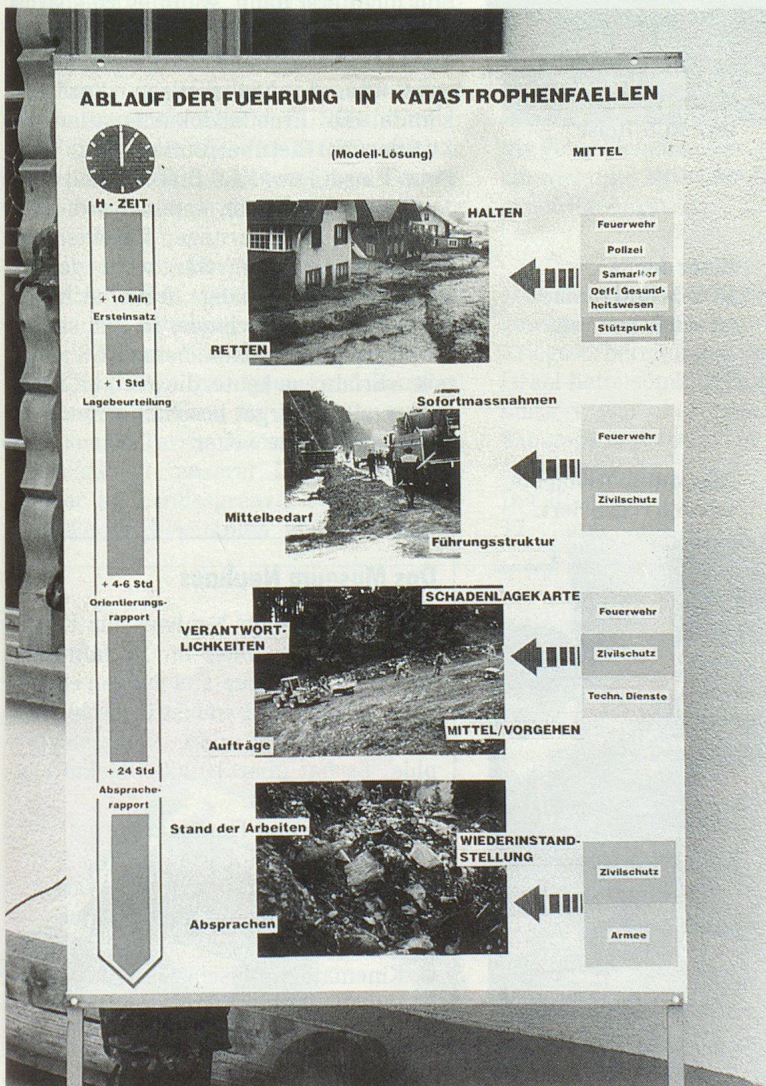 ABLAUF DER FUEHRUNG IN KATASTROPHENFAELLEN
(Modell-Lösung)
MITTEL
H - ZEIT
HALTEN
RETTEN
Feuerwehr
Polizei
Samariter
Oeff. Gesund-
heitswesen
Stützpunkt
+ 10 Min
Ersteinsatz
+ 1 Std
Lagebeurteilung
Sofortmassnahmen
Mittelbedarf
Führungsstruktur
Feuerwehr
Zivilschutz
+ 4-6 Std
Orientierungs-
rapport
SCHADENLAGEKARTE
VERANTWORT-
LICHKEITEN
Aufträge
MITTEL/VORGEHEN
Feuerwehr
Zivilschutz
Techn. Dienste
+ 24 Std
Absprache-
rapport
Stand der Arbeiten
WIEDERINSTAND-
STELLUNG
Absprachen
Zivilschutz
Armee